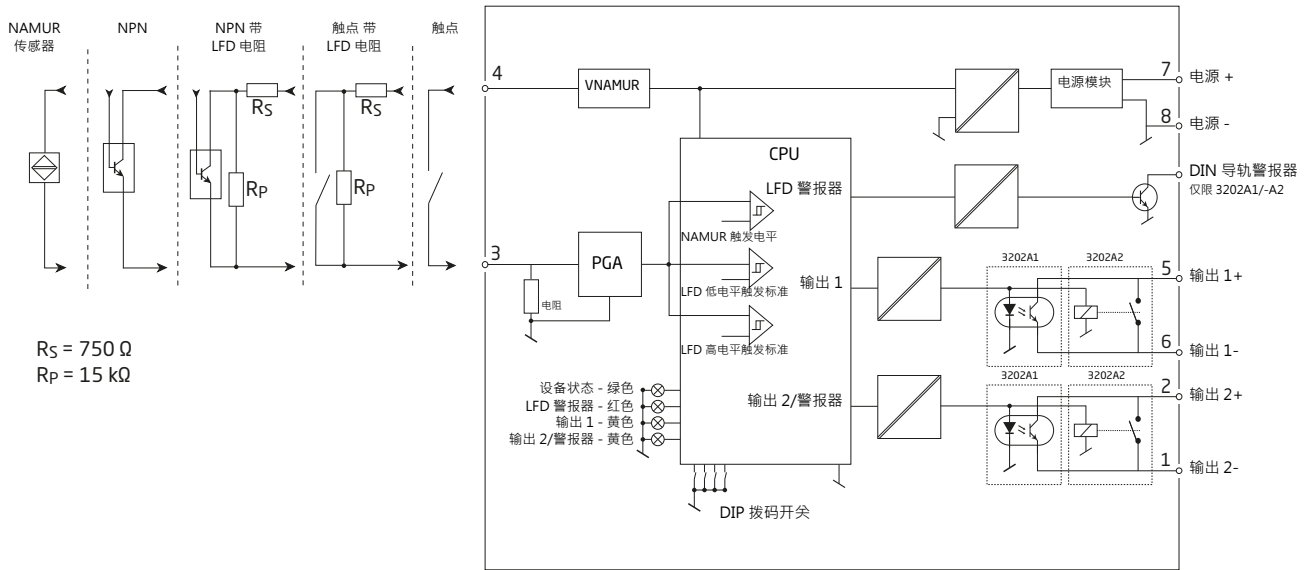 NAMUR
传感器
NPN
NPN 带
LFD 电阻
触点 带
LFD 电阻
触点
RS
RP
RS
RP
RS = 750 Ω
RP = 15 kΩ
4
VNAMUR
电源模块
7
电源 +
8
电源 -
CPU
LFD 警报器
DIN 导轨警报器
仅限 3202A1/-A2
NAMUR 触发电平
3
PGA
电阻
LFD 低电平触发标准
LFD 高电平触发标准
输出 1
3202A1
3202A2
5
输出 1+
6
输出 1-
设备状态 - 绿色
LFD 警报器 - 红色
输出 1 - 黄色
输出 2/警报器 - 黄色
输出 2/警报器
3202A1
3202A2
2
输出 2+
1
输出 2-
DIP 拨码开关